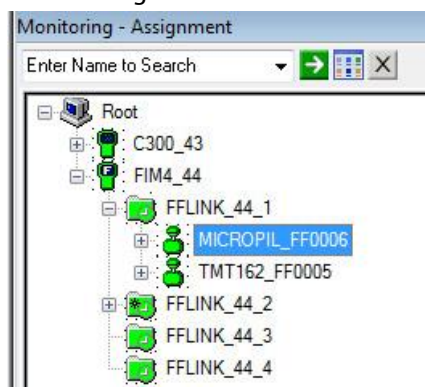 Monitoring - Assignment
Enter Name to Search
Root
C300_43
FIM4_44
FFLINK_44_1
MICROPIL_FF0006
TMT162_FF0005
FFLINK_44_2
FFLINK_44_3
FFLINK_44_4